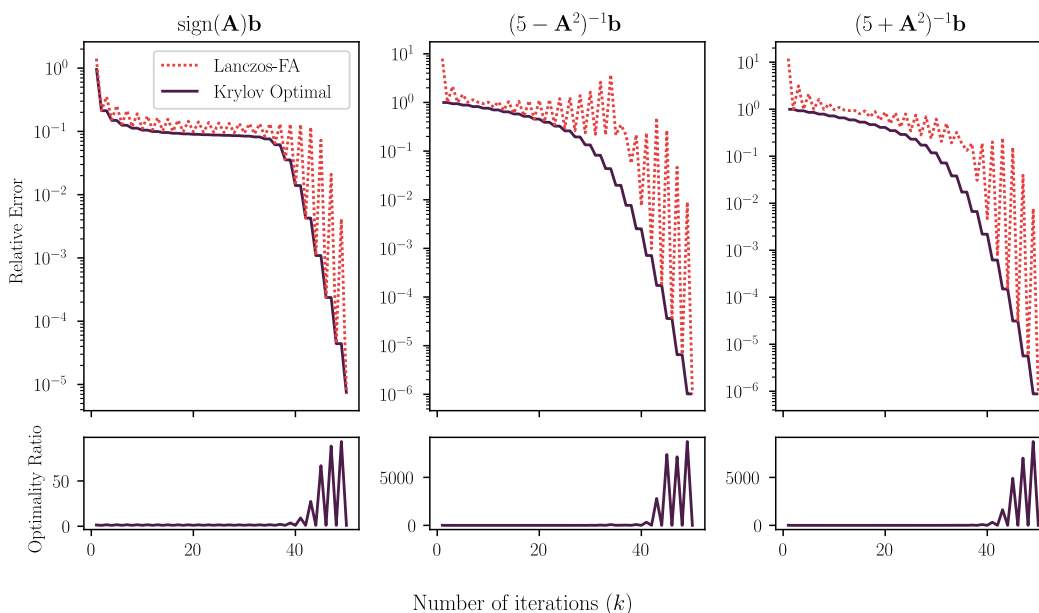 sign(A)b
(5 − A²)⁻¹b
(5 + A²)⁻¹b
Relative Error
10⁰
10⁻¹
10⁻²
10⁻³
10⁻⁴
10⁻⁵
Lanczos-FA
Krylov Optimal
10¹
10⁰
10⁻¹
10⁻²
10⁻³
10⁻⁴
10⁻⁵
10⁻⁶
10²
10¹
10⁰
10⁻¹
10⁻²
10⁻³
10⁻⁴
10⁻⁵
10⁻⁶
Optimality Ratio
50
0
5000
0
5000
0
0 20 40
0 20 40
0 20 40
Number of iterations (k)